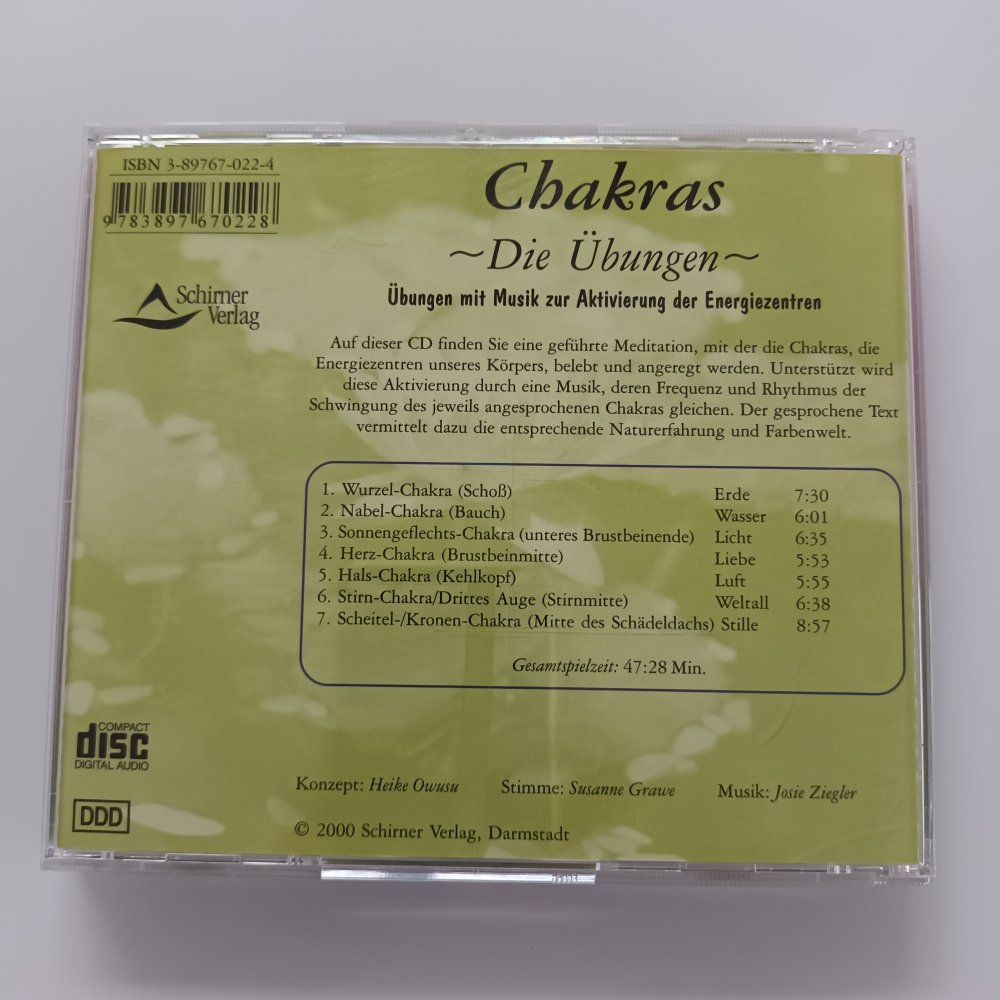 ISBN 3-89767-022-4
9 783897 670228
Schirner
Verlag
Chakras
~Die Übungen~
Übungen mit Musik zur Aktivierung der Energiezentren
Auf dieser CD finden Sie eine geführte Meditation, mit der die Chakras, die
Energiezentren unseres Körpers, belebt und angeregt werden. Unterstützt wird
diese Aktivierung durch eine Musik, deren Frequenz und Rhythmus der
Schwingung des jeweils angesprochenen Chakras gleichen. Der gesprochene Text
vermittelt dazu die entsprechende Naturerfahrung und Farbenwelt.
1. Wurzel-Chakra (Schoß) Erde 7:30
2. Nabel-Chakra (Bauch) Wasser 6:01
3. Sonnengeflechts-Chakra (unteres Brustbeinende) Licht 6:35
4. Herz-Chakra (Brustbeinmitte) Liebe 5:53
5. Hals-Chakra (Kehlkopf) Luft 5:55
6. Stirn-Chakra/Drittes Auge (Stirnmitte) Weltall 6:38
7. Scheitel-/Kronen-Chakra (Mitte des Schädeldachs) Stille 8:57
Gesamtspielzeit: 47:28 Min.
COMPACT
disc
DIGITAL AUDIO
DDD
Konzept: Heike Owusu Stimme: Susanne Grawe Musik: Josie Ziegler
© 2000 Schirner Verlag, Darmstadt